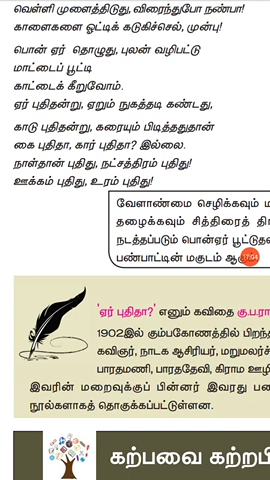 வெள்ளி முளைத்திடுது, விரைந்துபோ நண்பா!
காளைகளை ஓட்டிக் கடுகிச்செல், முன்பு!
பொன் ஏர் தொழுது, புலன் வழிபட்டு
மாட்டைப் பூட்டி
காட்டைக் கீறுவோம்.
ஏர் புதிதன்று, ஏறும் நுகத்தடி கண்டது,
காடு புதிதன்று, கரையும் பிடித்ததுதான்
கை புதிதா, கார் புதிதா? இல்லை.
நாள்தான் புதிது, நட்சத்திரம் புதிது!
ஊக்கம் புதிது, உரம் புதிது!
வேளாண்மை செழிக்கவும்
தழைக்கவும் சித்திரைத்
நடத்தப்படும் பொன்ஏர் பூட்டுத
பண்பாட்டின் மகுடம்
17:04
'ஏர் புதிதா?' எனும் கவிதை கு.ப.ரா
1902இல் கும்பகோணத்தில் பிறந்
கவிஞர், நாடக ஆசிரியர், மறுமலர்ச்
பாரதமணி, பாரததேவி, கிராம ஊழி
இவரின் மறைவுக்குப் பின்னர் இவரது
நூல்களாகத் தொகுக்கப்பட்டுள்ளன.
கற்பவை கற்றபி